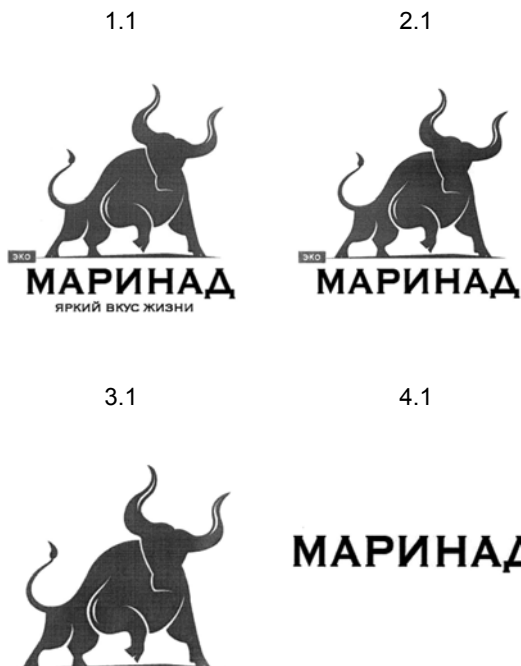 1.1 2.1
ЭКО ЭКО
МАРИНАД МАРИНАД
ЯРКИЙ ВКУС ЖИЗНИ
3.1 4.1
МАРИНАД